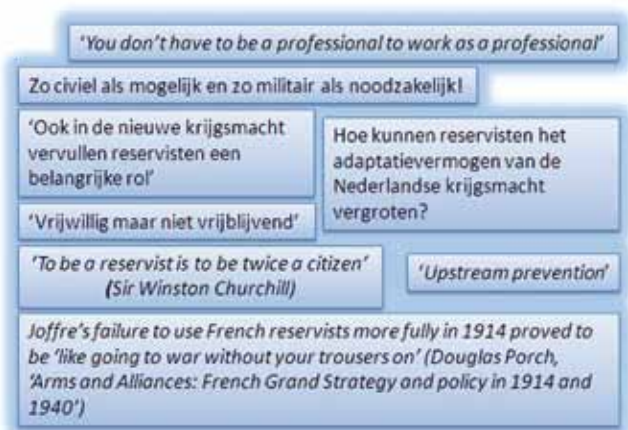 ‘You don’t have to be a professional to work as a professional’
Zo civiel als mogelijk en zo militair als noodzakelijk!
‘Ook in de nieuwe krijgsmacht
vervullen reservisten een
belangrijke rol’
Hoe kunnen reservisten het
adaptatievermogen van de
Nederlandse krijgsmacht
vergroten?
‘Vrijwillig maar niet vrijblijvend’
‘To be a reservist is to be twice a citizen’
(Sir Winston Churchill)
‘Upstream prevention’
Joffre’s failure to use French reservists more fully in 1914 proved to
be ‘like going to war without your trousers on’ (Douglas Porch,
‘Arms and Alliances: French Grand Strategy and policy in 1914 and
1940’)